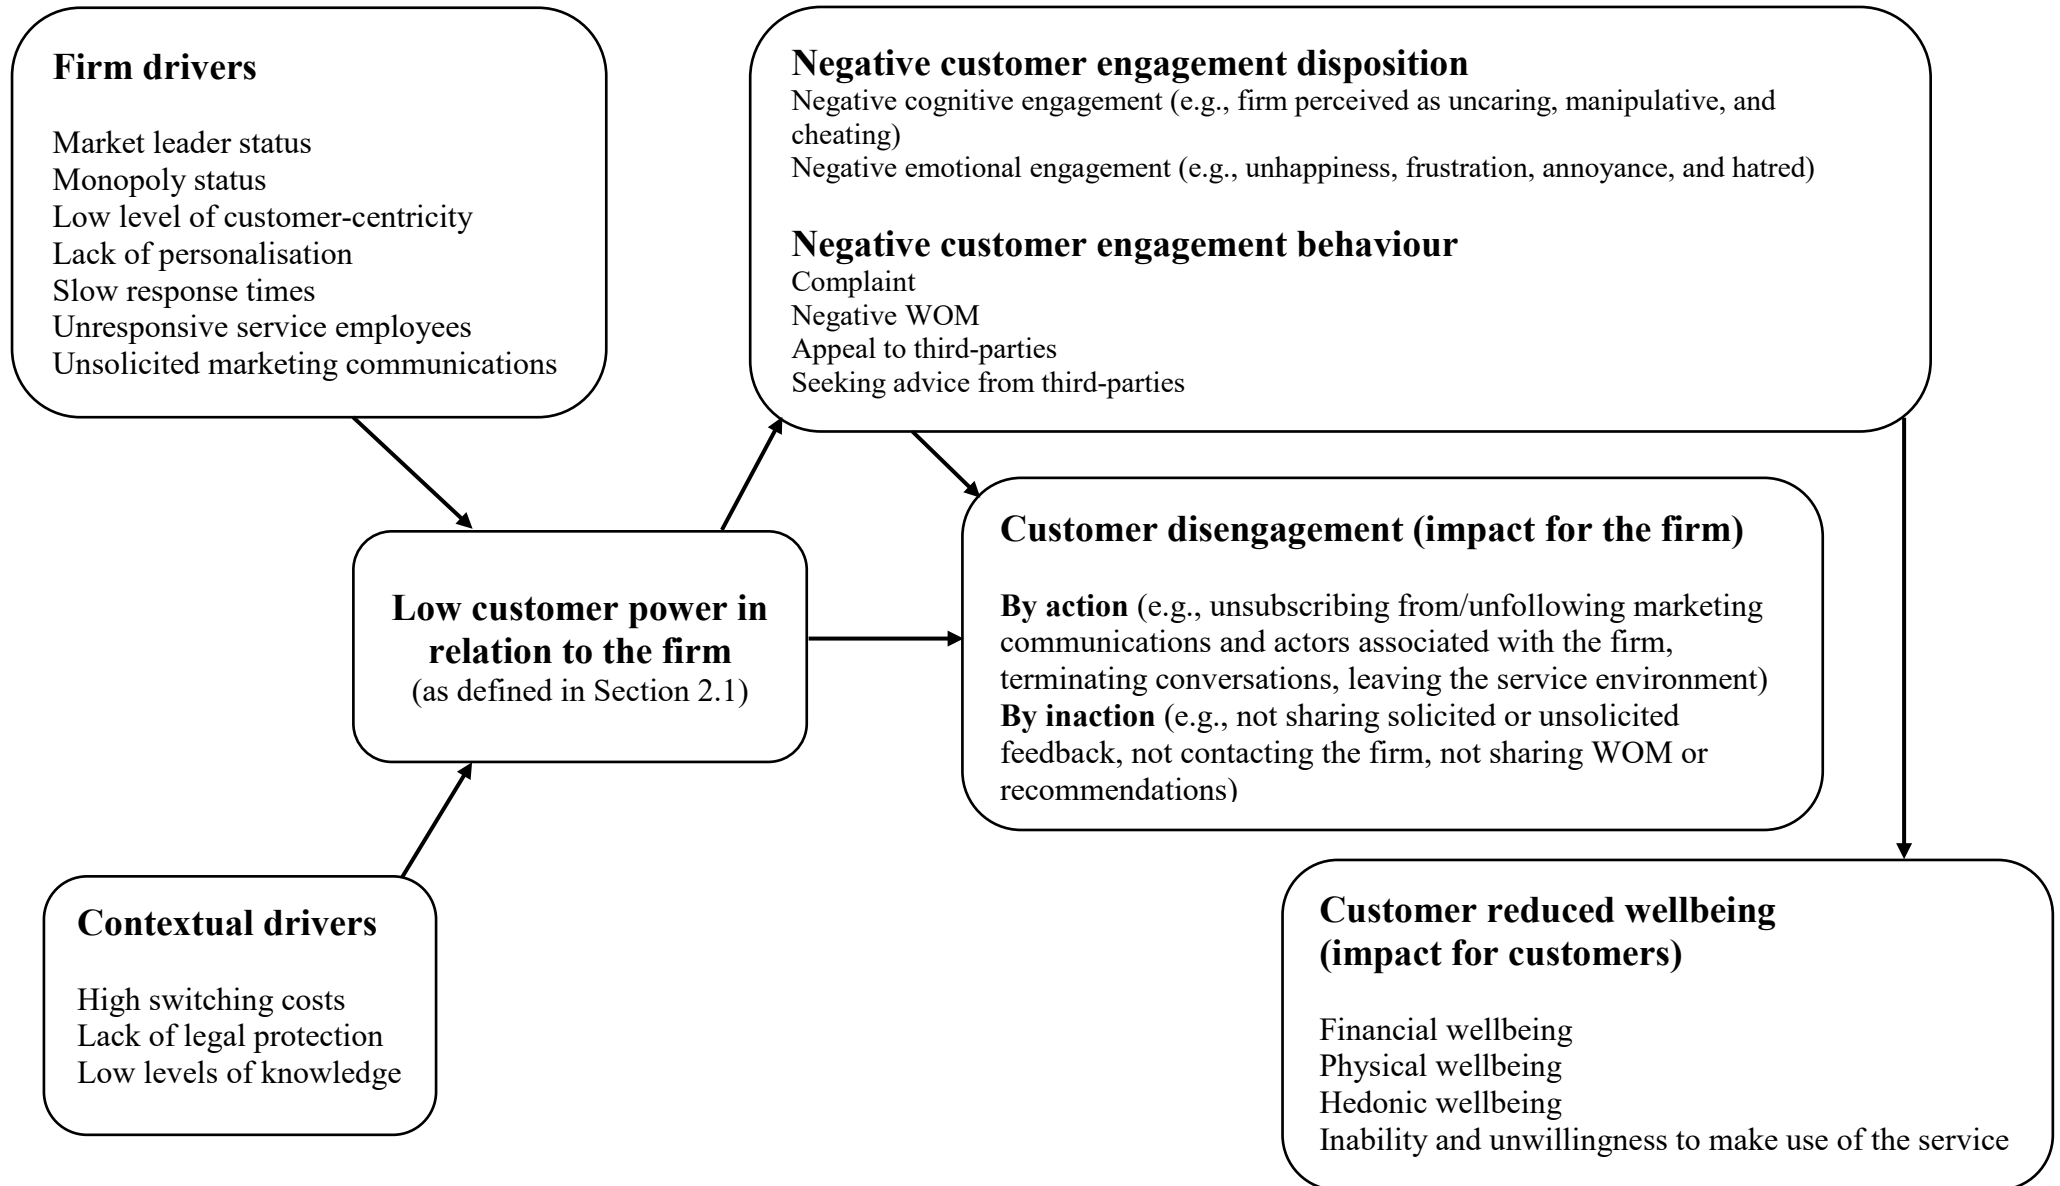 Firm drivers
Market leader status
Monopoly status
Low level of customer-centricity
Lack of personalisation
Slow response times
Unresponsive service employees
Unsolicited marketing communications
Negative customer engagement disposition
Negative cognitive engagement (e.g., firm perceived as uncaring, manipulative, and
cheating)
Negative emotional engagement (e.g., unhappiness, frustration, annoyance, and hatred)
Negative customer engagement behaviour
Complaint
Negative WOM
Appeal to third-parties
Seeking advice from third-parties
Low customer power in
relation to the firm
(as defined in Section 2.1)
Customer disengagement (impact for the firm)
By action (e.g., unsubscribing from/unfollowing marketing
communications and actors associated with the firm,
terminating conversations, leaving the service environment)
By inaction (e.g., not sharing solicited or unsolicited
feedback, not contacting the firm, not sharing WOM or
recommendations)
Contextual drivers
High switching costs
Lack of legal protection
Low levels of knowledge
Customer reduced wellbeing
(impact for customers)
Financial wellbeing
Physical wellbeing
Hedonic wellbeing
Inability and unwillingness to make use of the service